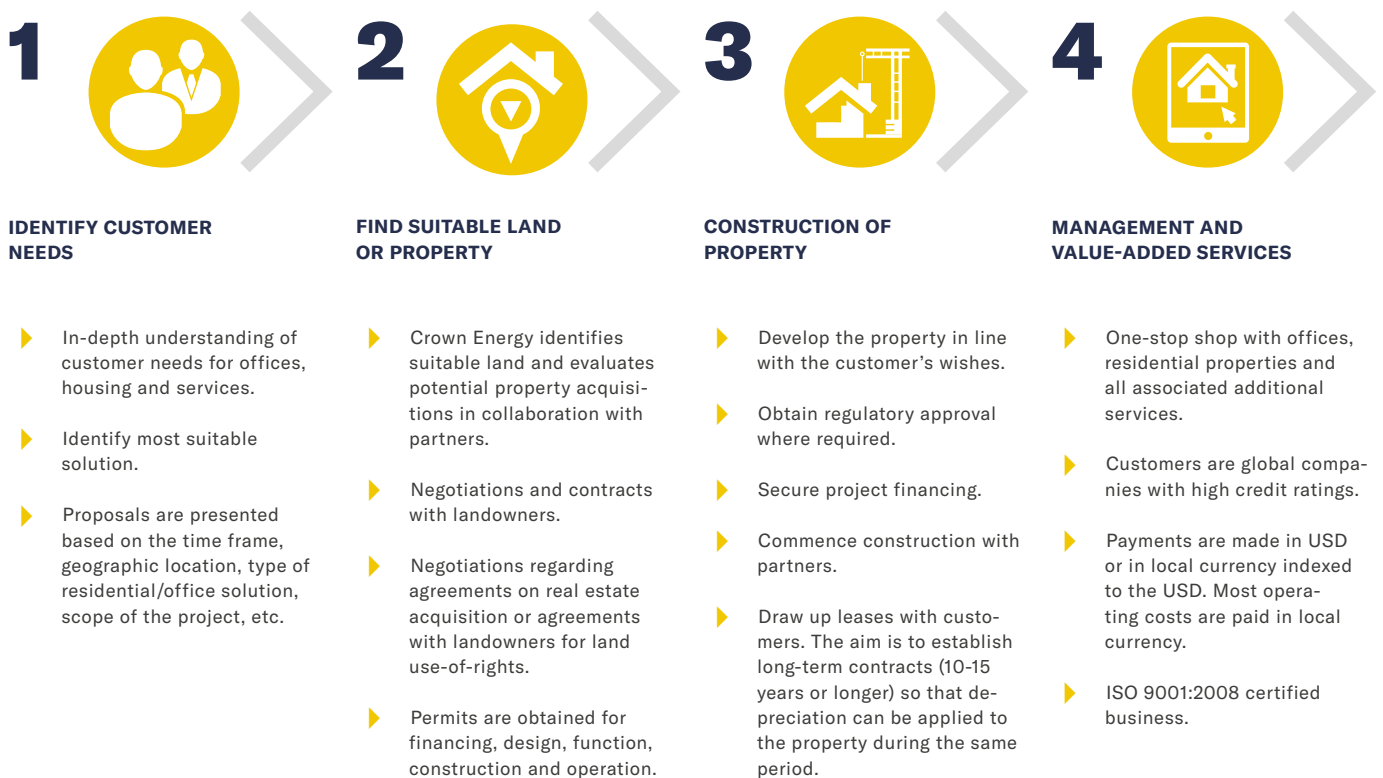 1
IDENTIFY CUSTOMER
NEEDS
In-depth understanding of
customer needs for offices,
housing and services.
Identify most suitable
solution.
Proposals are presented
based on the time frame,
geographic location, type of
residential/office solution,
scope of the project, etc.
2
FIND SUITABLE LAND
OR PROPERTY
Crown Energy identifies
suitable land and evaluates
potential property acquisi-
tions in collaboration with
partners.
Negotiations and contracts
with landowners.
Negotiations regarding
agreements on real estate
acquisition or agreements
with landowners for land
use-of-rights.
Permits are obtained for
financing, design, function,
construction and operation.
3
CONSTRUCTION OF
PROPERTY
Develop the property in line
with the customer’s wishes.
Obtain regulatory approval
where required.
Secure project financing.
Commence construction with
partners.
Draw up leases with custo-
mers. The aim is to establish
long-term contracts (10-15
years or longer) so that de-
preciation can be applied to
the property during the same
period.
4
MANAGEMENT AND
VALUE-ADDED SERVICES
One-stop shop with offices,
residential properties and
all associated additional
services.
Customers are global compa-
nies with high credit ratings.
Payments are made in USD
or in local currency indexed
to the USD. Most opera-
ting costs are paid in local
currency.
ISO 9001:2008 certified
business.